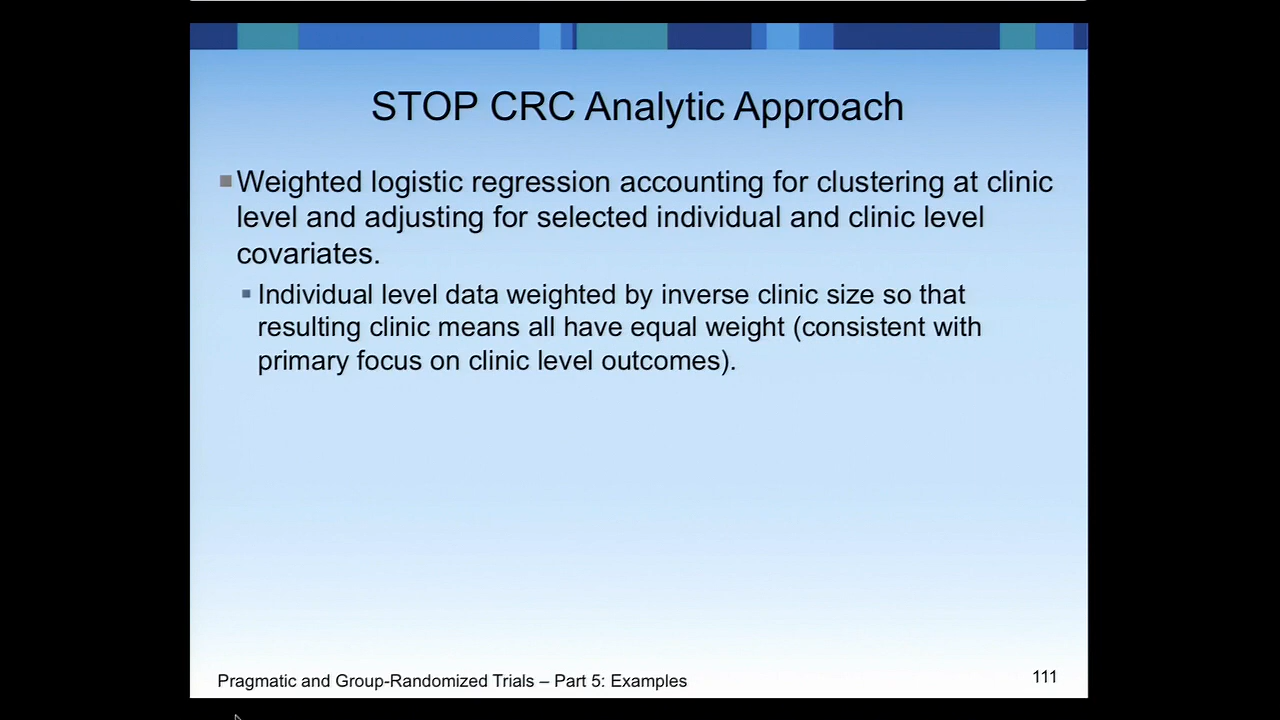 STOP CRC Analytic Approach
Weighted logistic regression accounting for clustering at clinic
level and adjusting for selected individual and clinic level
covariates.
Individual level data weighted by inverse clinic size so that
resulting clinic means all have equal weight (consistent with
primary focus on clinic level outcomes).
Pragmatic and Group-Randomized Trials – Part 5: Examples
111